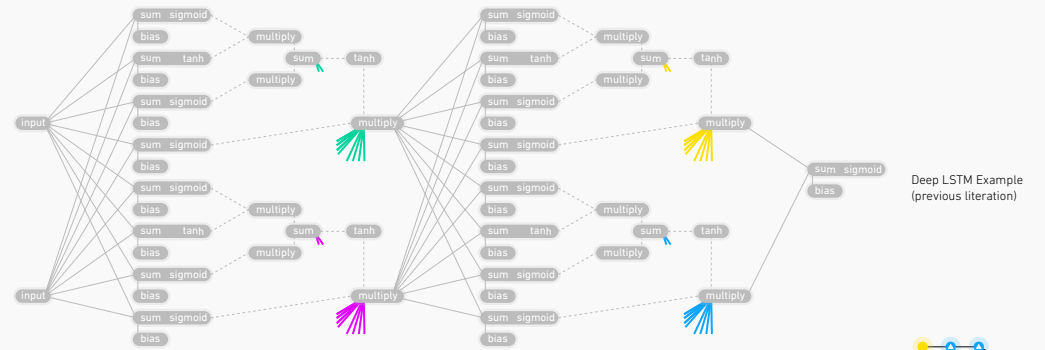 sum sigmoid
sum sigmoid
bias
multiply
bias
multiply
sum tanh
sum
tanh
sum tanh
sum
tanh
bias
multiply
bias
multiply
sum sigmoid
sum sigmoid
input
bias
multiply
bias
multiply
sum sigmoid
sum sigmoid
bias
bias
sum sigmoid
bias
sum sigmoid
sum sigmoid
Deep LSTM Example
(previous literation)
bias
multiply
bias
multiply
sum tanh
sum
tanh
sum tanh
sum
tanh
bias
multiply
bias
multiply
sum sigmoid
sum sigmoid
input
bias
multiply
bias
multiply
sum sigmoid
sum sigmoid
bias
bias